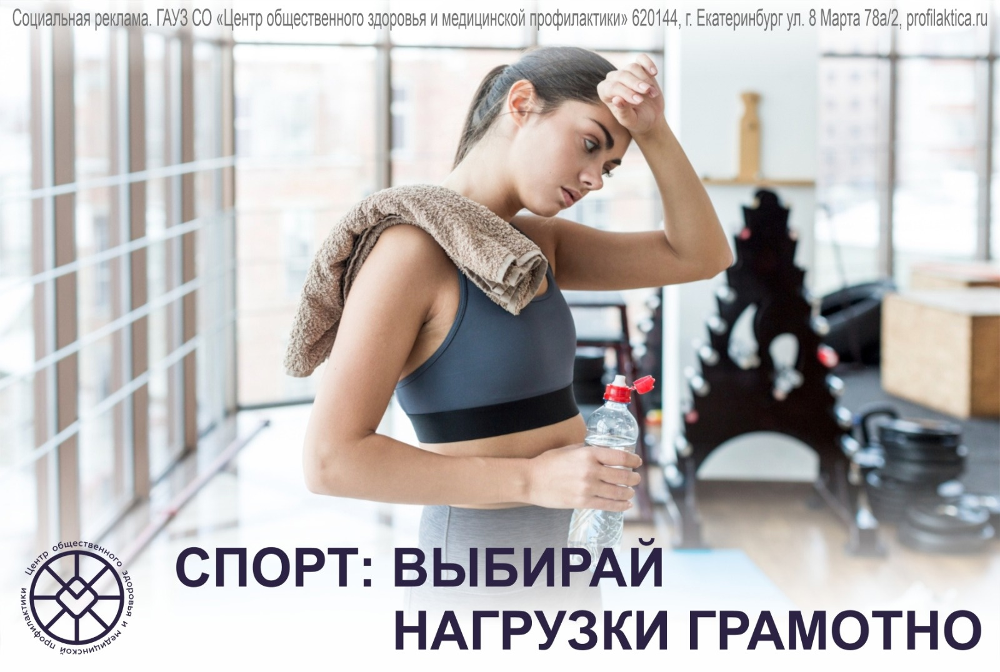 Социальная реклама. ГАУЗ СО «Центр общественного здоровья и медицинской профилактики» 620144, г. Екатеринбург ул. 8 Марта 78а/2, profilaktica.ru
Центр общественного здоровья и медицинской профилактики
СПОРТ: ВЫБИРАЙ
НАГРУЗКИ ГРАМОТНО